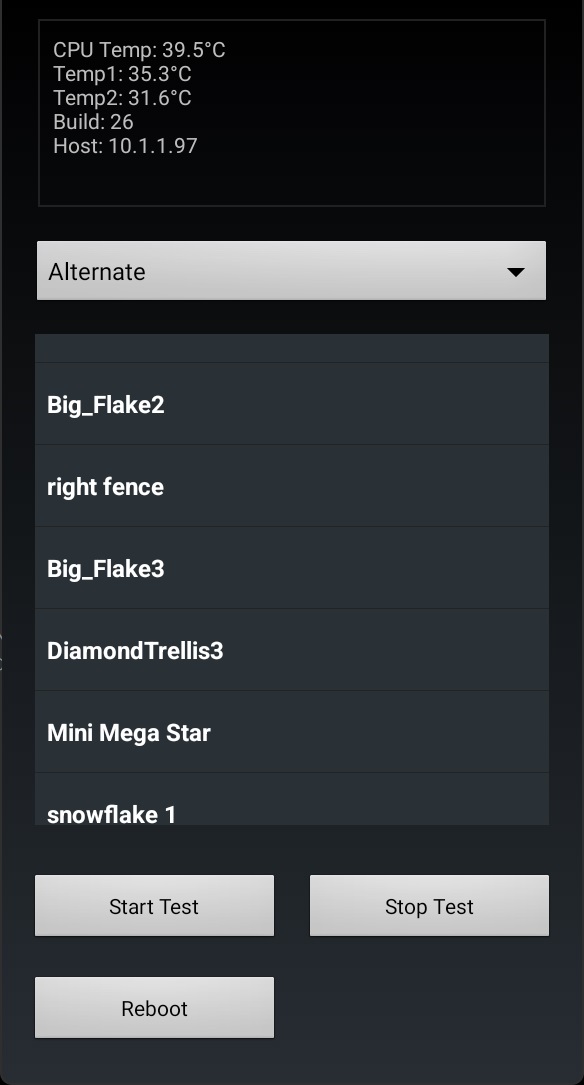 CPU Temp: 39.5°C
Temp1: 35.3°C
Temp2: 31.6°C
Build: 26
Host: 10.1.1.97
Alternate
Big_Flake2
right fence
Big_Flake3
DiamondTrellis3
Mini Mega Star
snowflake 1
Start Test
Stop Test
Reboot